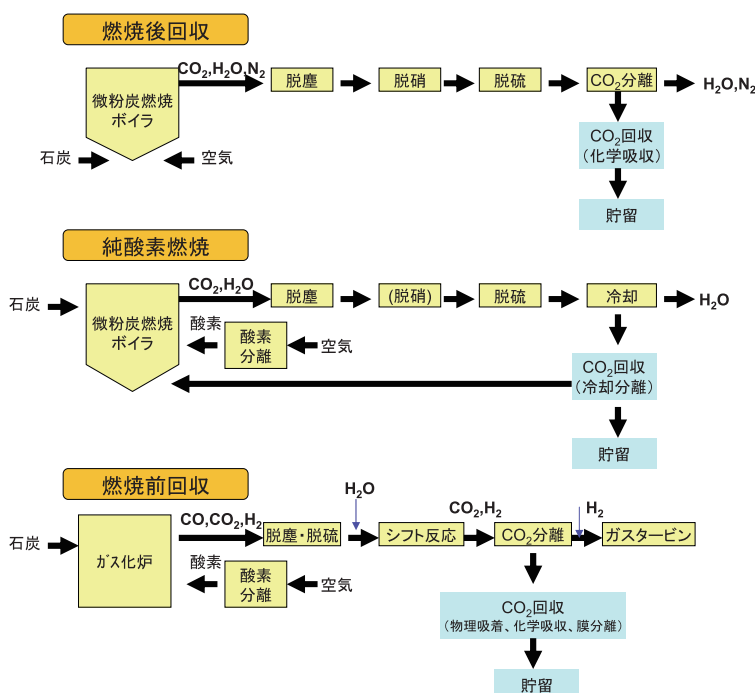 燃焼後回収
CO2,H2O,N2
微粉炭燃焼
ボイラ
脱塵
脱硝
脱硫
CO2分離
H2O,N2
石炭
空気
CO2回収
(化学吸収)
貯留
純酸素燃焼
石炭
CO2,H2O
微粉炭燃焼
ボイラ
脱塵
(脱硝)
脱硫
冷却
H2O
酸素
酸素
分離
空気
CO2回収
(冷却分離)
貯留
燃焼前回収
H2O
石炭
CO,CO2,H2
ガス化炉
脱塵・脱硫
シフト反応
CO2,H2
CO2分離
H2
ガスタービン
酸素
酸素
分離
空気
CO2回収
(物理吸着、化学吸収、膜分離)
貯留